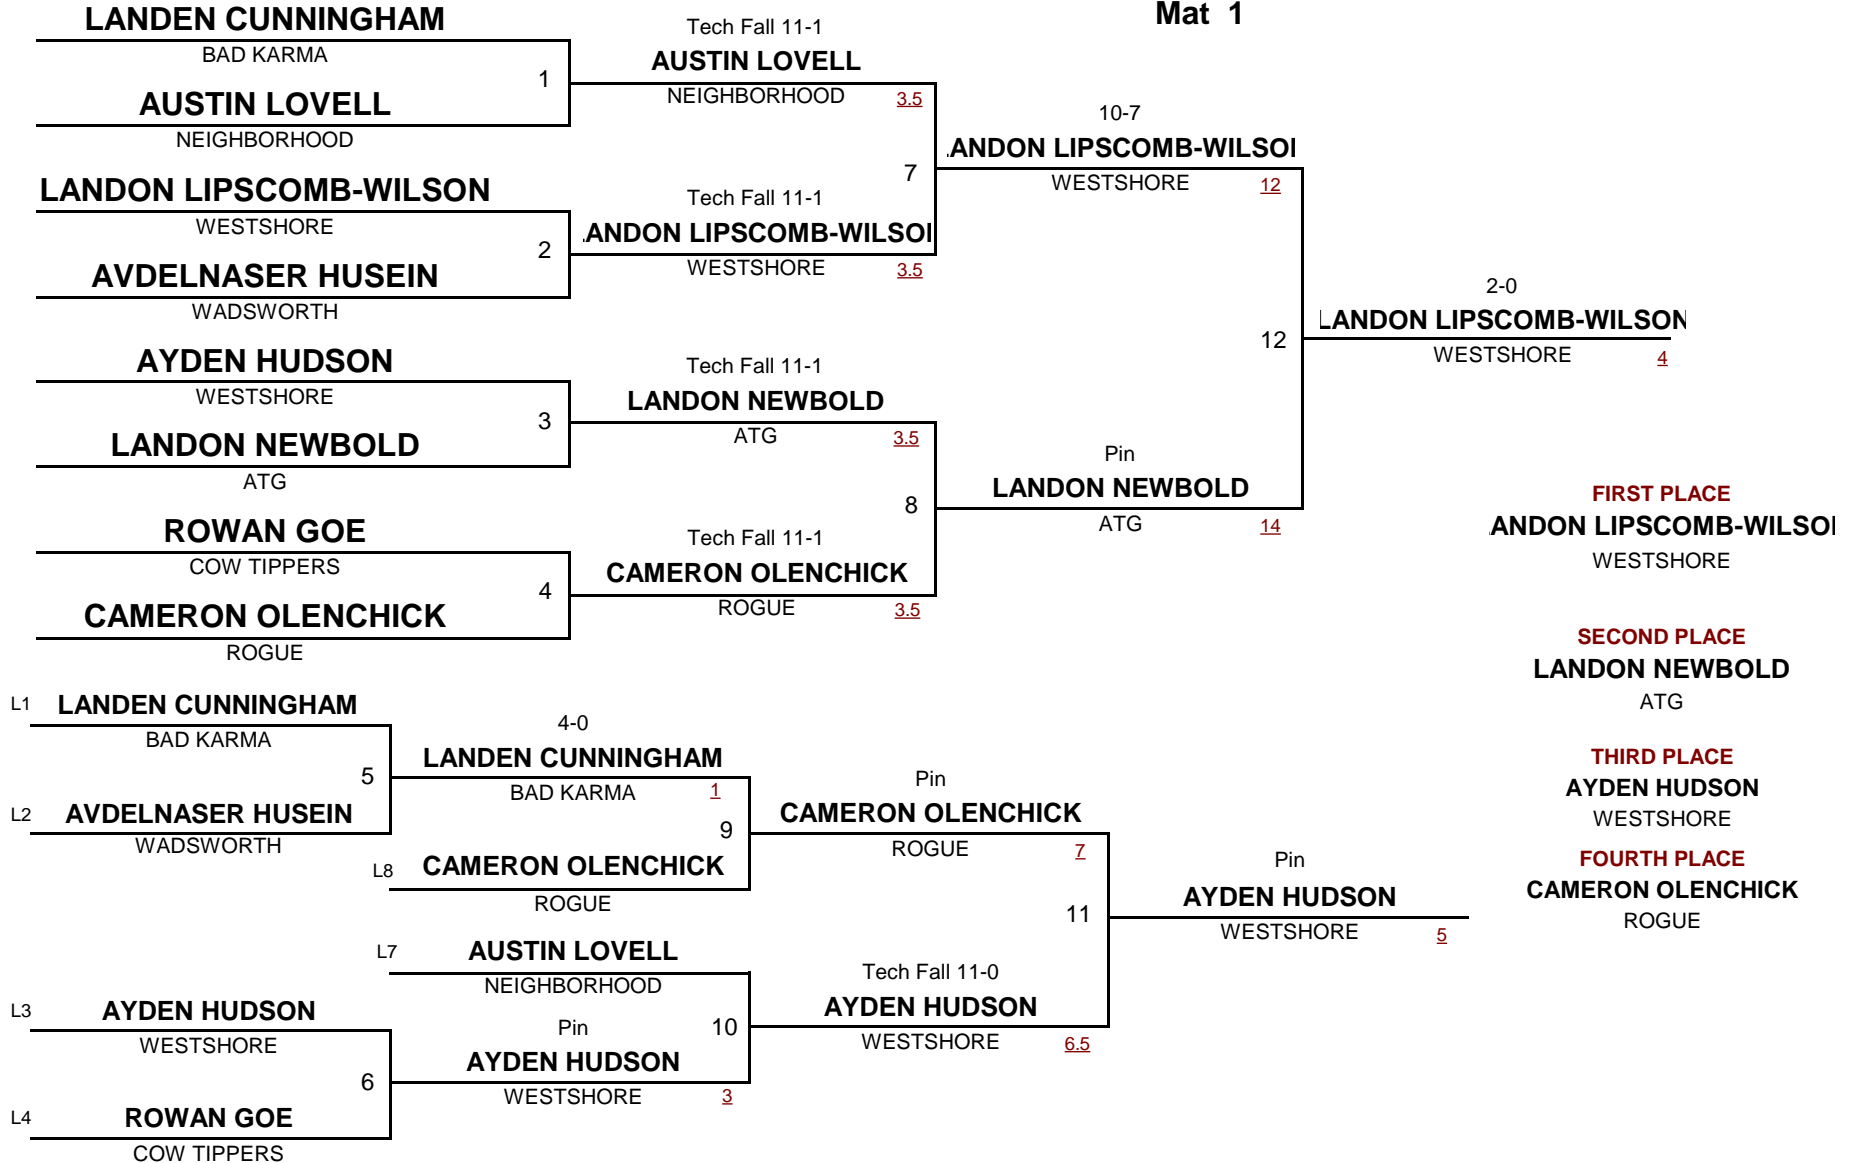 Mat 1
LANDEN CUNNINGHAM
BAD KARMA
1
AUSTIN LOVELL
NEIGHBORHOOD
LANDON LIPSCOMB-WILSON
WESTSHORE
2
AVDELNASER HUSEIN
WADSWORTH
AYDEN HUDSON
WESTSHORE
3
LANDON NEWBOLD
ATG
ROWAN GOE
COW TIPPERS
4
CAMERON OLENCHICK
ROGUE
Tech Fall 11-1
AUSTIN LOVELL
NEIGHBORHOOD 3.5
7
Tech Fall 11-1
ANDON LIPSCOMB-WILSO
WESTSHORE 3.5
Tech Fall 11-1
LANDON NEWBOLD
ATG 3.5
8
Tech Fall 11-1
CAMERON OLENCHICK
ROGUE 3.5
10-7
ANDON LIPSCOMB-WILSO
WESTSHORE 12
12
Pin
LANDON NEWBOLD
ATG 14
2-0
LANDON LIPSCOMB-WILSON
WESTSHORE 4
L1 LANDEN CUNNINGHAM
BAD KARMA
5
L2 AVDELNASER HUSEIN
WADSWORTH
L3 AYDEN HUDSON
WESTSHORE
6
L4 ROWAN GOE
COW TIPPERS
4-0
LANDEN CUNNINGHAM
BAD KARMA 1
9
L8 CAMERON OLENCHICK
ROGUE
L7 AUSTIN LOVELL
NEIGHBORHOOD
Pin 10
AYDEN HUDSON
WESTSHORE 3
Pin
CAMERON OLENCHICK
ROGUE 7
11
Tech Fall 11-0
AYDEN HUDSON
WESTSHORE 6.5
Pin
AYDEN HUDSON
WESTSHORE 5
FIRST PLACE
ANDON LIPSCOMB-WILSO
WESTSHORE
SECOND PLACE
LANDON NEWBOLD
ATG
THIRD PLACE
AYDEN HUDSON
WESTSHORE
FOURTH PLACE
CAMERON OLENCHICK
ROGUE